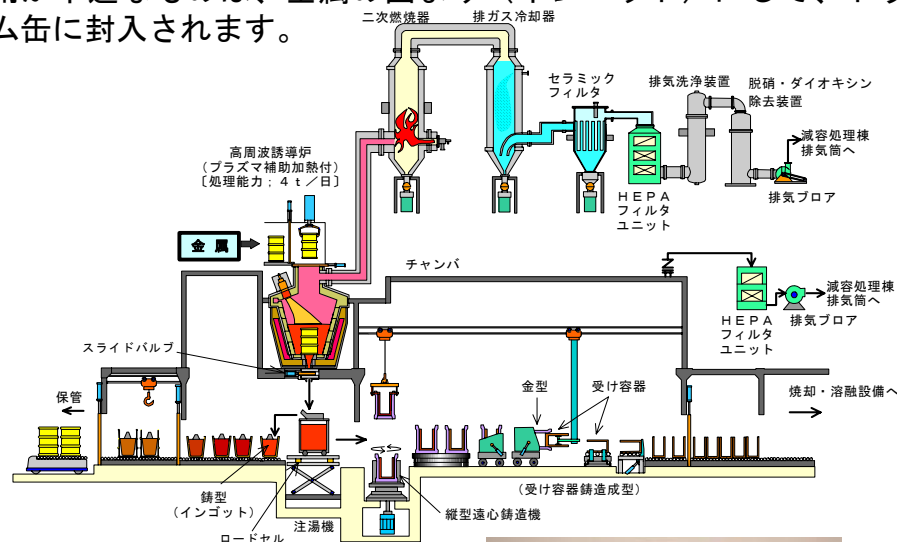 ム缶に封入されます。
二次燃焼器
排ガス冷却器
セラミック
フィルタ
排気洗浄装置
脱硝・ダイオキシン
除去装置
減容処理棟
排気筒へ
排気ブロア
HEPA
フィルタ
ユニット
高周波誘導炉
（プラズマ補助加熱付）
〔処理能力；４ｔ／日〕
金 属
チャンバ
減容処理棟
排気筒へ
HEPA
フィルタ
ユニット
排気ブロア
スライドバルブ
保管
金型
受け容器
焼却・溶融設備へ
鋳型
（インゴット）
注湯機
ロードセル
縦型遠心鋳造機
（受け容器鋳造成型）